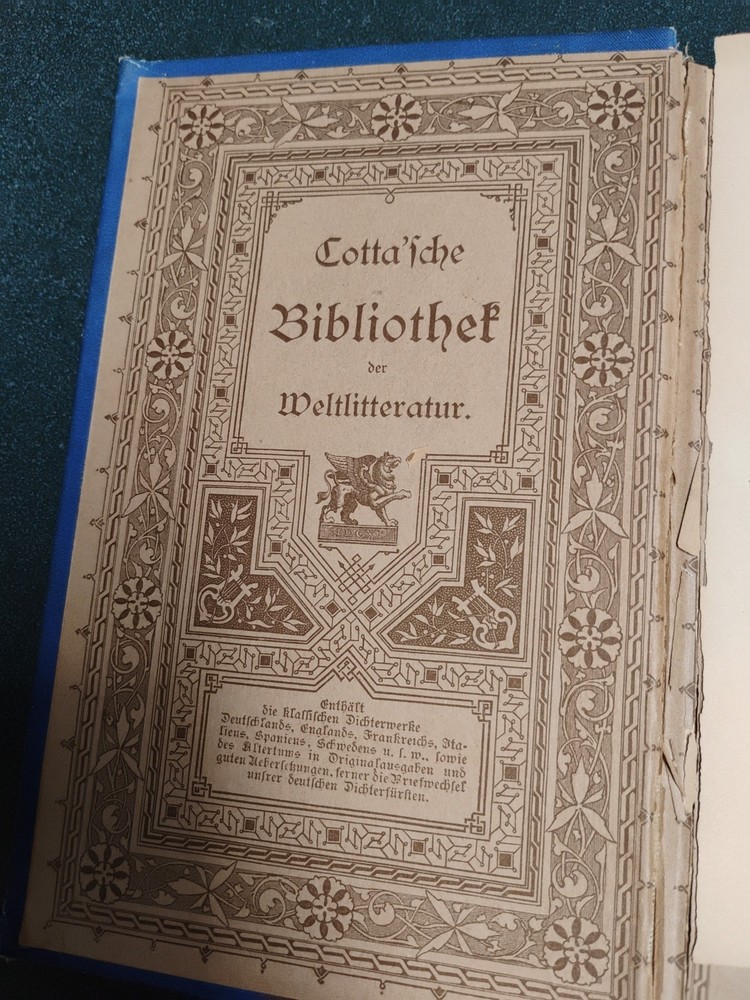 Cotta'sche
Bibliothek
der
Weltlitteratur.
Enthält
die klassischen Dichterwerke
Deutschlands, Englands, Frankreichs, Ita-
liens, Spaniens, Schwedens u. s. w., sowie
des Altertums in Originalausgaben und
guten Uebersetzungen, ferner die Briefwechsel
unsrer deutschen Dichterfürsten.